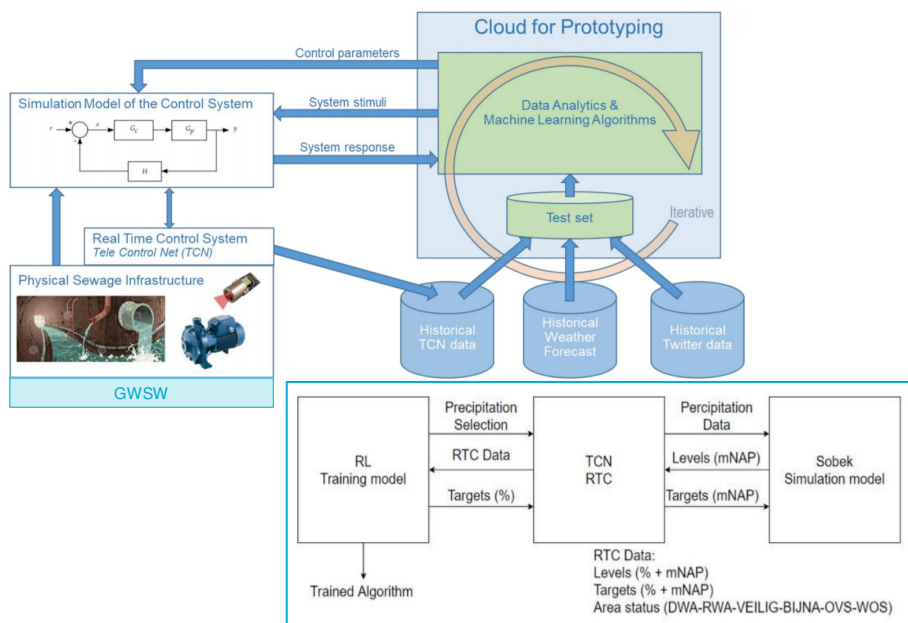 Cloud for Prototyping
Control parameters
Simulation Model of the Control System
System stimuli
Data Analytics &
Machine Learning Algorithms
r
+
e
G_c
G_p
y
-
System response
H
Test set
Iterative
Real Time Control System
Tele Control Net (TCN)
Physical Sewage Infrastructure
Historical
TCN data
Historical
Weather
Forecast
Historical
Twitter data
GWSW
Precipitation
Selection
Percipitation
Data
RL
Training model
RTC Data
TCN
RTC
Levels (mNAP)
Sobek
Simulation model
Targets (%)
Targets (mNAP)
Trained Algorithm
RTC Data:
Levels (% + mNAP)
Targets (% + mNAP)
Area status (DWA-RWA-VEILIG-BIJNA-OVS-WOS)